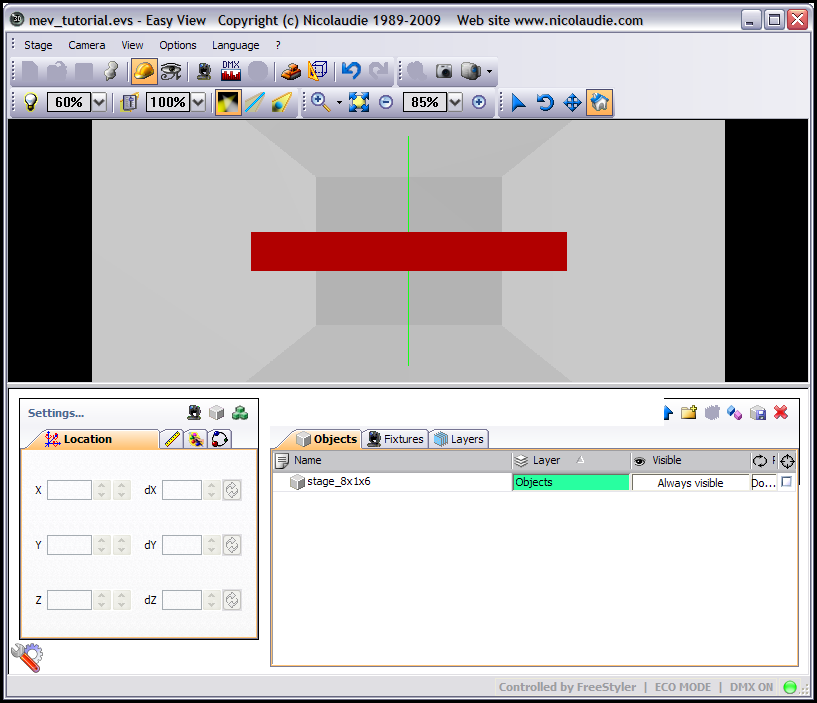 mev_tutorial.evs - Easy View   Copyright (c) Nicolaudie 1989-2009    Web site www.nicolaudie.com
Stage Camera View Options Language ?
DMX
60% 100% 85%
Settings...
Location
Objects Fixtures Layers
Name Layer Visible
stage_8x1x6 Objects Always visible Do...
X dX
Y dY
Z dZ
Controlled by FreeStyler | ECO MODE | DMX ON